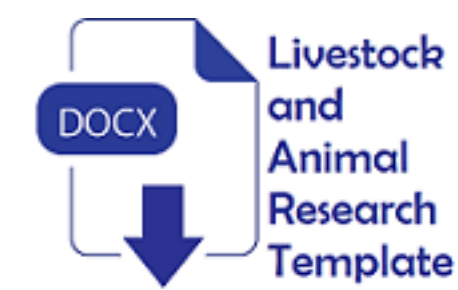 DOCX
Livestock
and
Animal
Research
Template